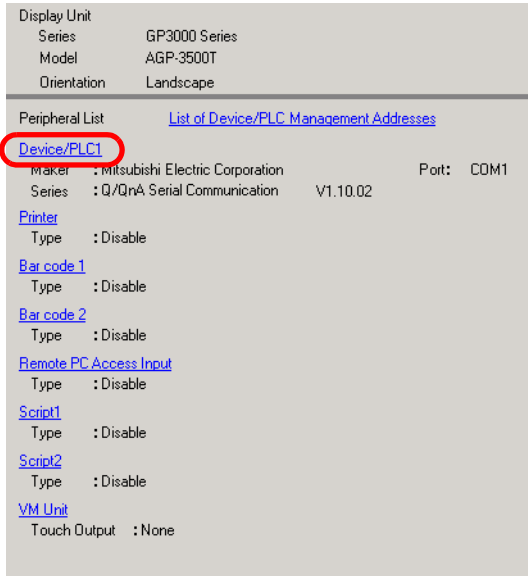 Display Unit
Series GP3000 Series
Model AGP-3500T
Orientation Landscape
Peripheral List List of Device/PLC Management Addresses
Device/PLC1
Maker : Mitsubishi Electric Corporation Port: COM1
Series : Q/QnA Serial Communication V1.10.02
Printer
Type : Disable
Bar code 1
Type : Disable
Bar code 2
Type : Disable
Remote PC Access Input
Type : Disable
Script1
Type : Disable
Script2
Type : Disable
VM Unit
Touch Output : None